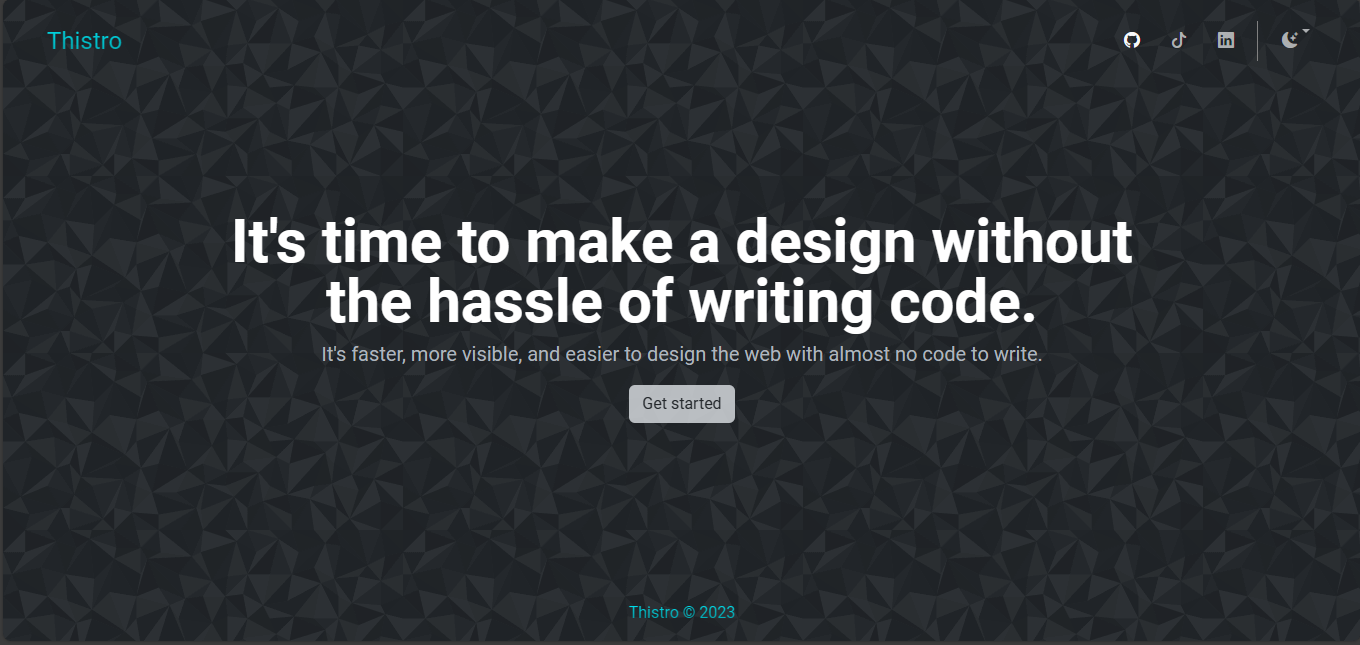 Thistro
It's time to make a design without
the hassle of writing code.
It's faster, more visible, and easier to design the web with almost no code to write.
Get started
Thistro © 2023